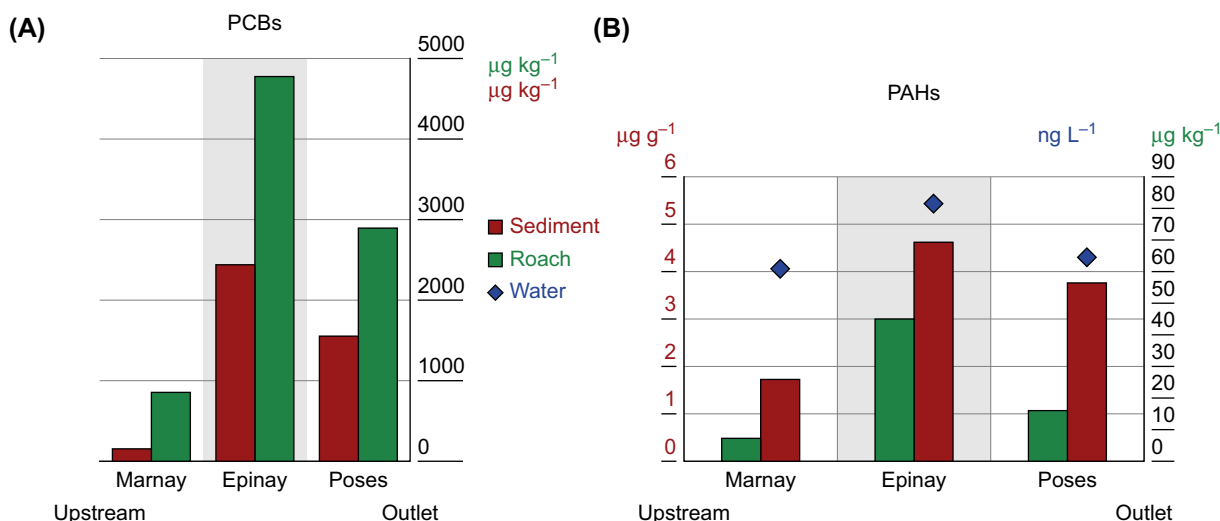 (A)
PCBs
5000
4000
3000
2000
1000
0
µg kg⁻¹
µg kg⁻¹
Marnay Epinay Poses
Upstream Outlet
Sediment
Roach
Water
(B)
PAHs
µg g⁻¹
ng L⁻¹
µg kg⁻¹
6
5
4
3
2
1
0
90
80
70
60
50
40
30
20
10
0
Marnay Epinay Poses
Upstream Outlet